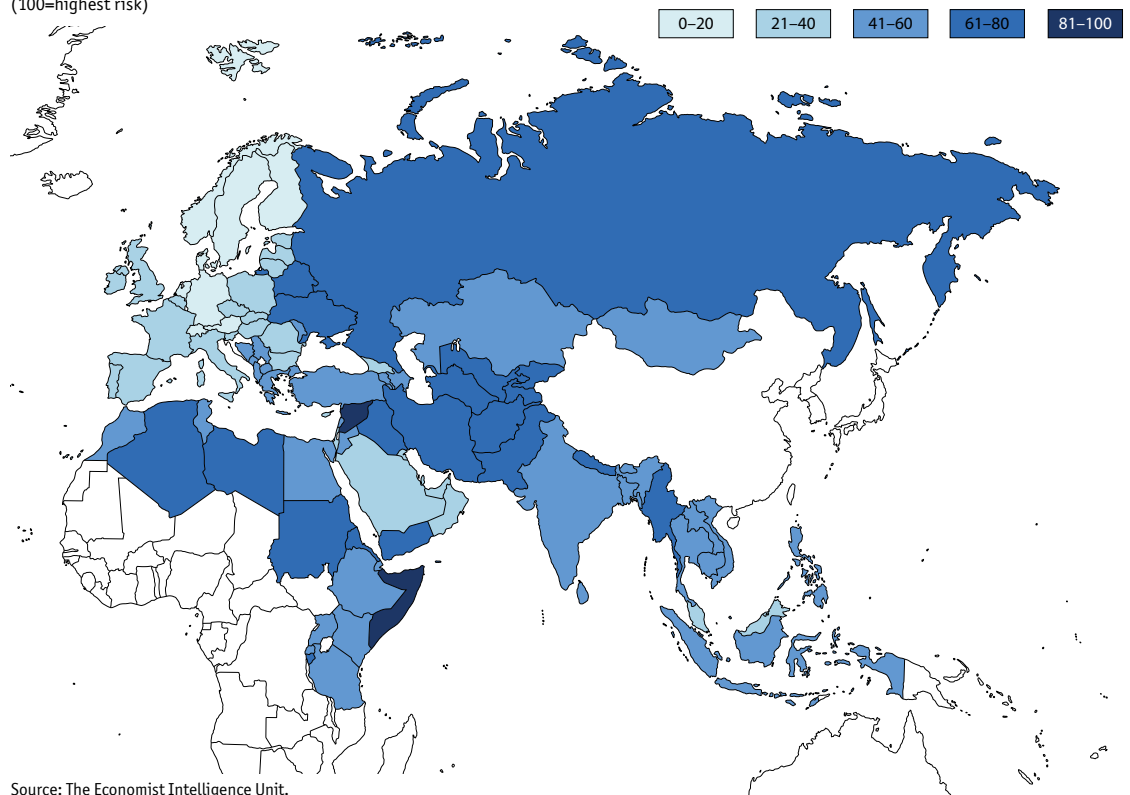 (100=highest risk)
0–20 21–40 41–60 61–80 81–100
Source: The Economist Intelligence Unit.